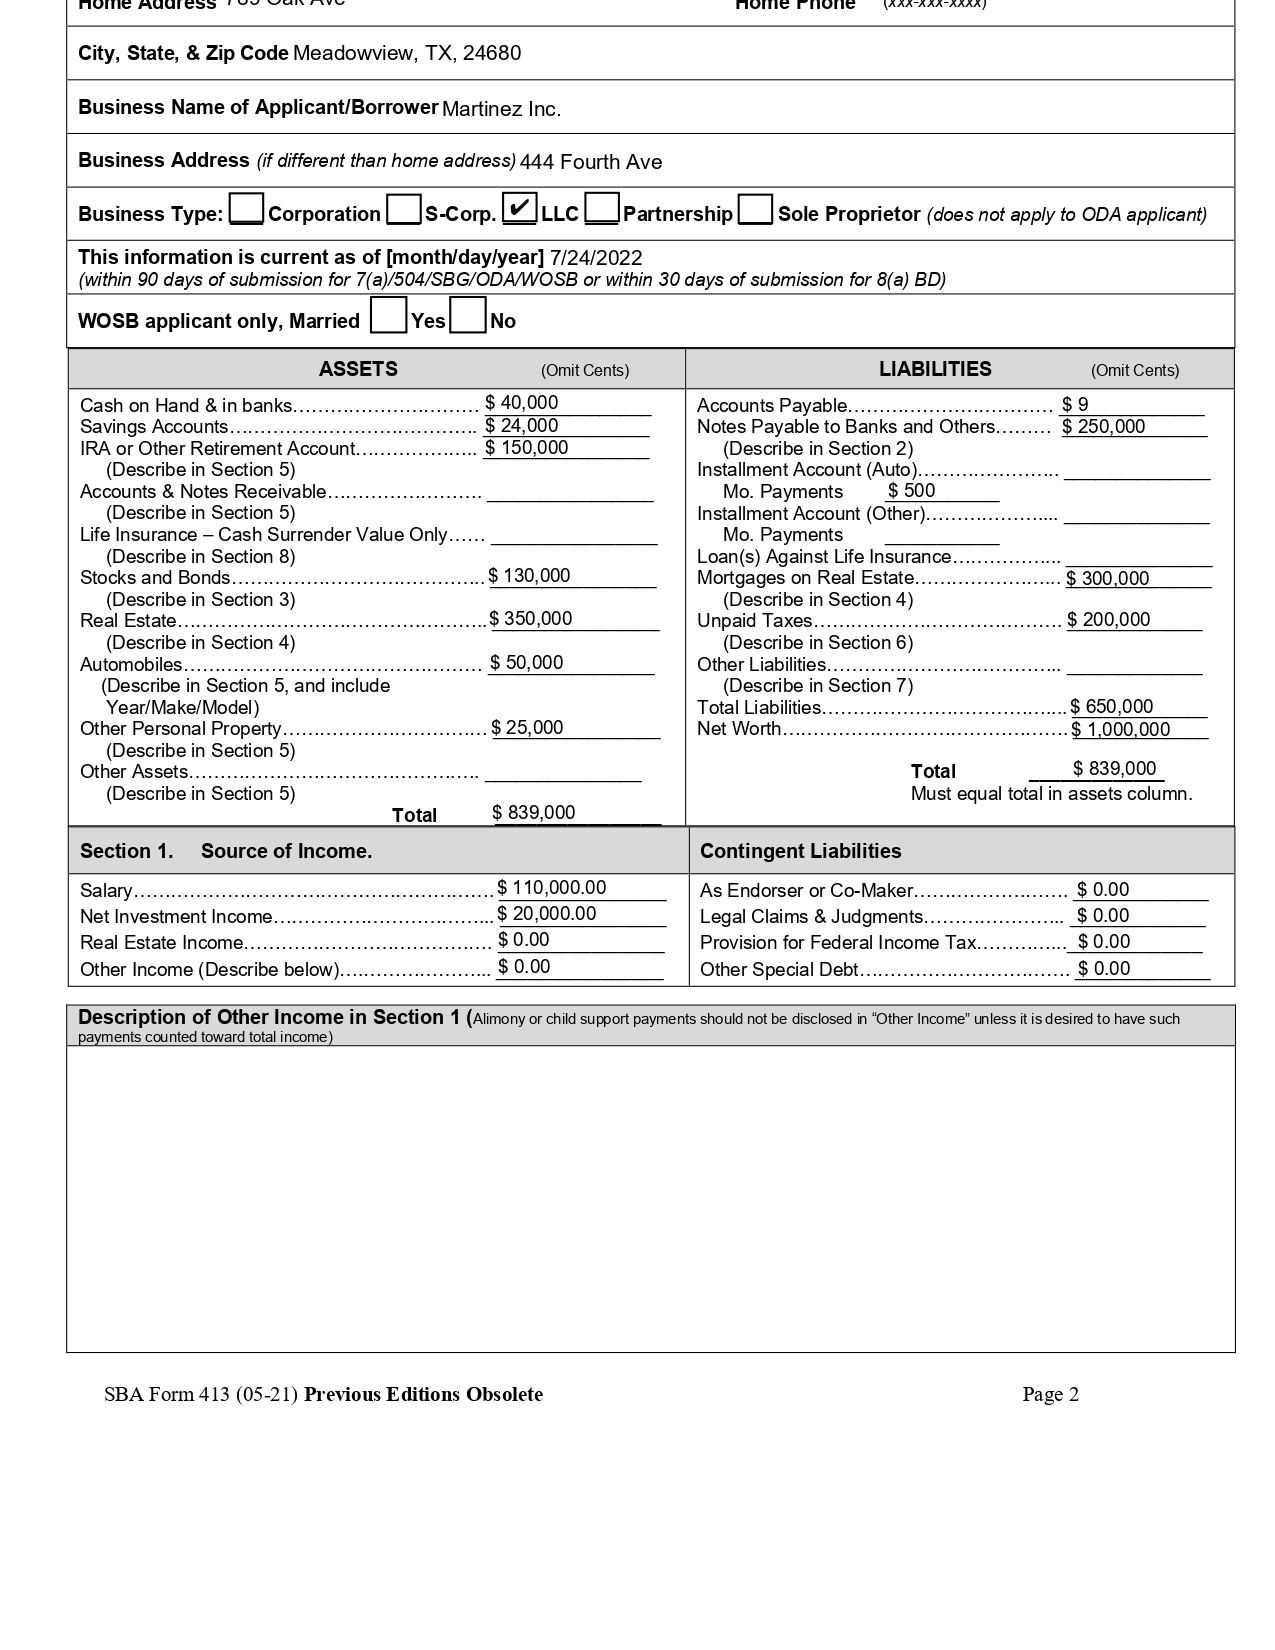 Home Address 789 Oak Ave Home Phone (xxx-xxx-xxxx)
City, State, & Zip Code Meadowview, TX, 24680
Business Name of Applicant/Borrower Martinez Inc.
Business Address (if different than home address) 444 Fourth Ave
Business Type: Corporation S-Corp. ✔ LLC Partnership Sole Proprietor (does not apply to ODA applicant)
This information is current as of [month/day/year] 7/24/2022
(within 90 days of submission for 7(a)/504/SBG/ODA/WOSB or within 30 days of submission for 8(a) BD)
WOSB applicant only, Married Yes No
ASSETS (Omit Cents)
Cash on Hand & in banks………………………… $ 40,000
Savings Accounts………………………………. $ 24,000
IRA or Other Retirement Account……………….. $ 150,000
(Describe in Section 5)
Accounts & Notes Receivable…………………… ________________
(Describe in Section 5)
Life Insurance – Cash Surrender Value Only…… ________________
(Describe in Section 8)
Stocks and Bonds……………………………….. $ 130,000
(Describe in Section 3)
Real Estate……………………………………….. $ 350,000
(Describe in Section 4)
Automobiles……………………………………… $ 50,000
(Describe in Section 5, and include
Year/Make/Model)
Other Personal Property………………………… $ 25,000
(Describe in Section 5)
Other Assets…………………………………….. _______________
(Describe in Section 5)
Total $ 839,000
LIABILITIES (Omit Cents)
Accounts Payable………………………………… $ 9
Notes Payable to Banks and Others……… $ 250,000
(Describe in Section 2)
Installment Account (Auto)………………….. ______________
Mo. Payments $ 500
Installment Account (Other)……………….... ______________
Mo. Payments ___________
Loan(s) Against Life Insurance…………….. ______________
Mortgages on Real Estate………………….. $ 300,000
(Describe in Section 4)
Unpaid Taxes……………………………………. $ 200,000
(Describe in Section 6)
Other Liabilities……………………………….. _____________
(Describe in Section 7)
Total Liabilities………………………………... $ 650,000
Net Worth……………………………………… $ 1,000,000
Total $ 839,000
Must equal total in assets column.
Section 1. Source of Income.
Salary……………………………………………… $ 110,000.00
Net Investment Income…………………………….. $ 20,000.00
Real Estate Income………………………………. $ 0.00
Other Income (Describe below)………………….. $ 0.00
Contingent Liabilities
As Endorser or Co-Maker……………………. $ 0.00
Legal Claims & Judgments………………….. $ 0.00
Provision for Federal Income Tax………….. $ 0.00
Other Special Debt……………………………. $ 0.00
Description of Other Income in Section 1 (Alimony or child support payments should not be disclosed in “Other Income” unless it is desired to have such
payments counted toward total income)
SBA Form 413 (05-21) Previous Editions Obsolete Page 2